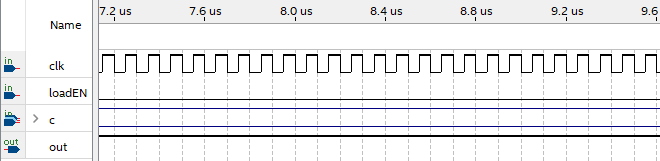 Name
7.2 us 7.6 us 8.0 us 8.4 us 8.8 us 9.2 us 9.6
in clk
in loadEN
in > c
out out